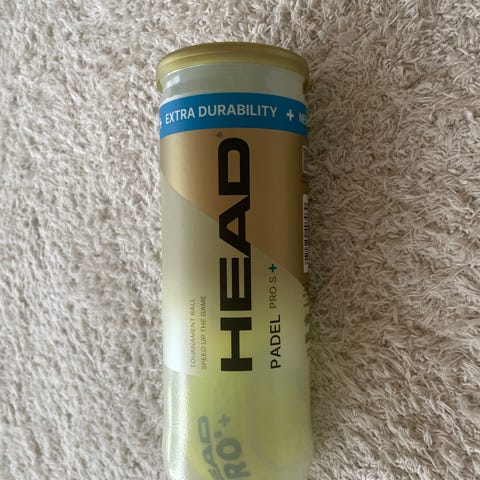 EXTRA DURABILITY +
HEAD®
PADEL PRO S +
TOURNAMENT BALL
SPEED UP THE GAME